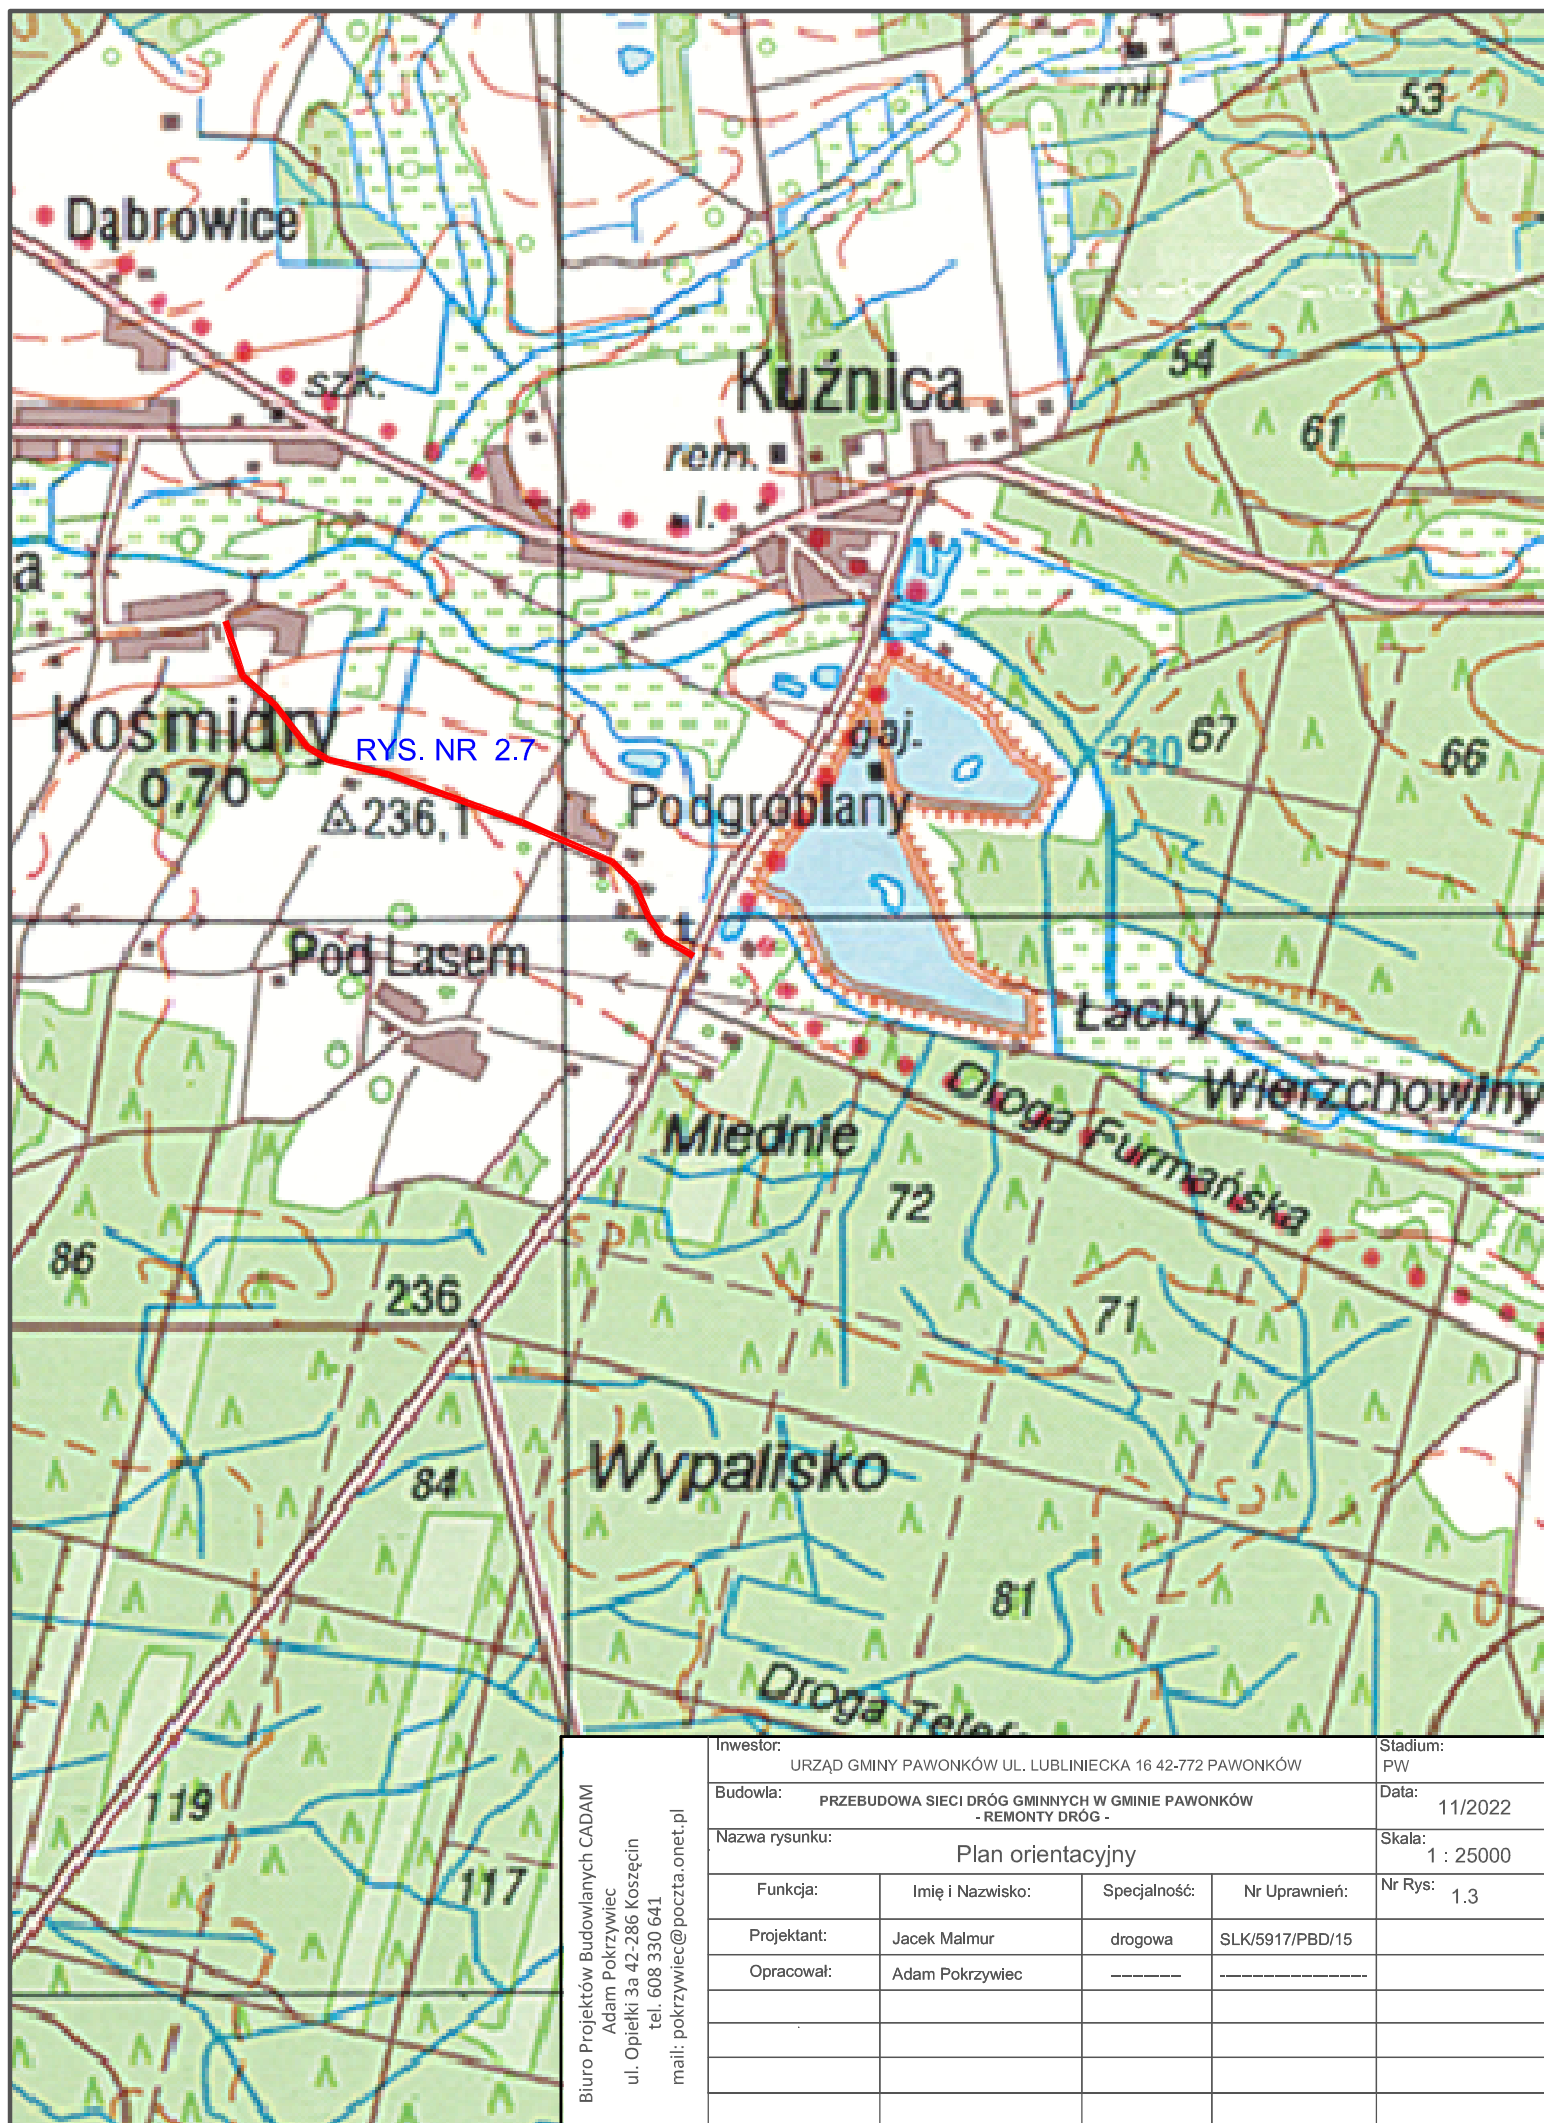 mł
53
Dąbrowice
54
szk.
Kuźnica
61
rem.
l.
a
Kośmidry
0,70
RYS. NR 2.7
gaj.
230
67
66
Podgroblany
236,1
t.
Pod Lasem
Łachy
Wierzchowiny
Droga Furmańska
Miednie
72
86
236
71
84
Wypalisko
81
Droga
119
117
Biuro Projektów Budowlanych CADAM
Adam Pokrzywiec
ul. Opiełki 3a 42-286 Koszęcin
tel. 608 330 641
mail: pokrzywiec@poczta.onet.pl
Inwestor:
URZĄD GMINY PAWONKÓW UL. LUBLINIECKA 16 42-772 PAWONKÓW
Stadium:
PW
Budowla:
PRZEBUDOWA SIECI DRÓG GMINNYCH W GMINIE PAWONKÓW
- REMONTY DRÓG -
Data:
11/2022
Nazwa rysunku:
Plan orientacyjny
Skala:
1 : 25000
Funkcja: Imię i Nazwisko: Specjalność: Nr Uprawnień:
Nr Rys:
1.3
Projektant: Jacek Malmur drogowa SLK/5917/PBD/15
Opracował: Adam Pokrzywiec